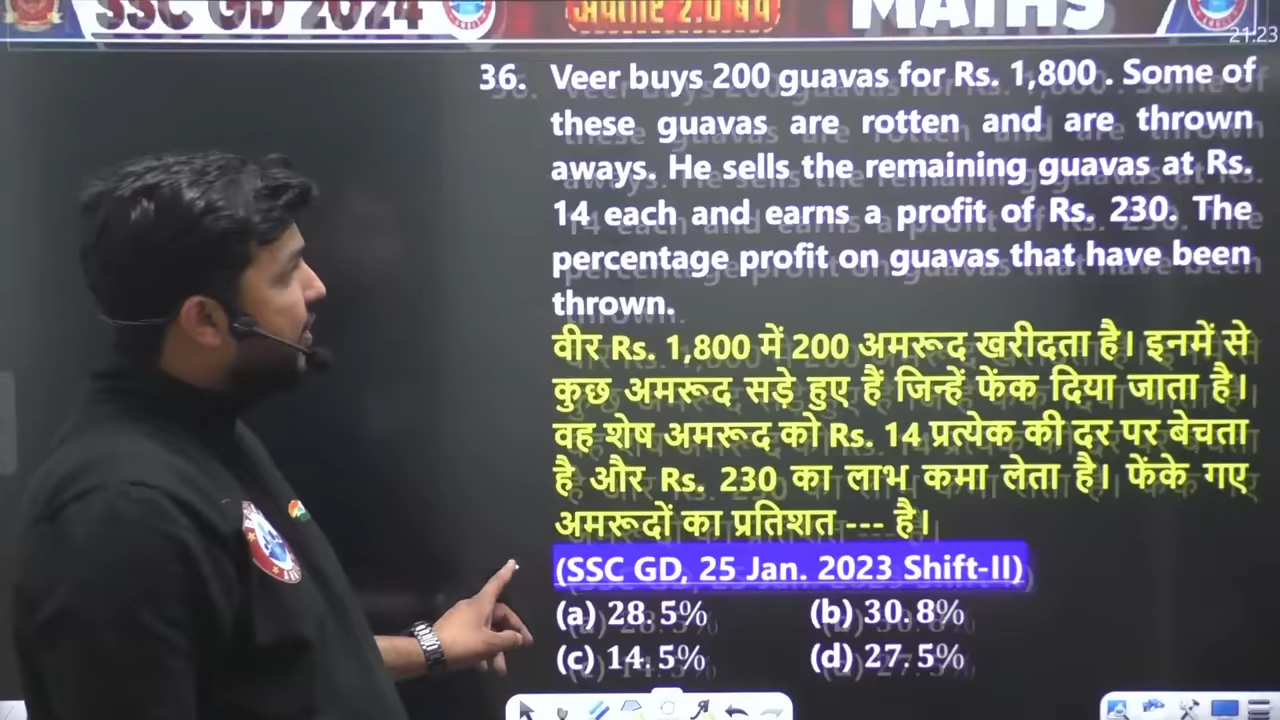 SSC GD 2024
MATHS
21:23
36. Veer buys 200 guavas for Rs. 1,800 . Some of
these guavas are rotten and are thrown
aways. He sells the remaining guavas at Rs.
14 each and earns a profit of Rs. 230. The
percentage profit on guavas that have been
thrown.
वीर Rs. 1,800 में 200 अमरूद खरीदता है। इनमें से
कुछ अमरूद सड़े हुए हैं जिन्हें फेंक दिया जाता है।
वह शेष अमरूद को Rs. 14 प्रत्येक की दर पर बेचता
है और Rs. 230 का लाभ कमा लेता है। फेंके गए
अमरूदों का प्रतिशत --- है।
(SSC GD, 25 Jan. 2023 Shift-II)
(a) 28.5% (b) 30.8%
(c) 14.5% (d) 27.5%